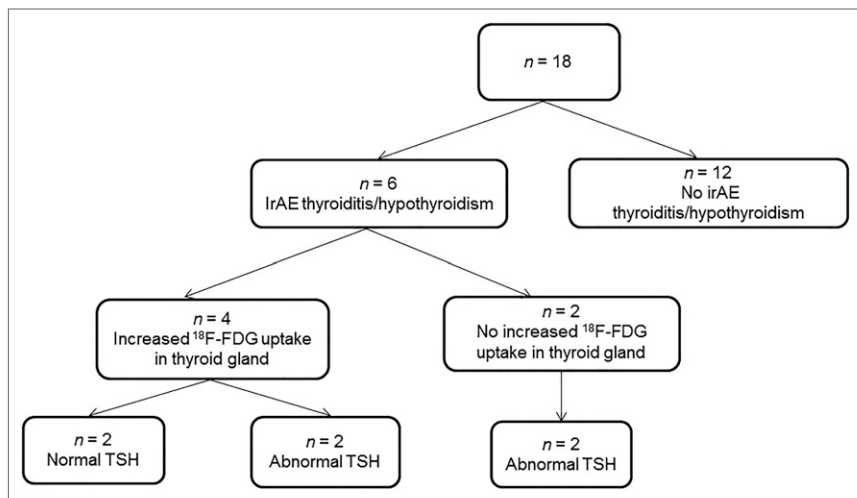 n = 18
n = 6
IrAE thyroiditis/hypothyroidism
n = 12
No irAE
thyroiditis/hypothyroidism
n = 4
Increased ¹⁸F-FDG uptake
in thyroid gland
n = 2
No increased ¹⁸F-FDG
uptake in thyroid gland
n = 2
Normal TSH
n = 2
Abnormal TSH
n = 2
Abnormal TSH